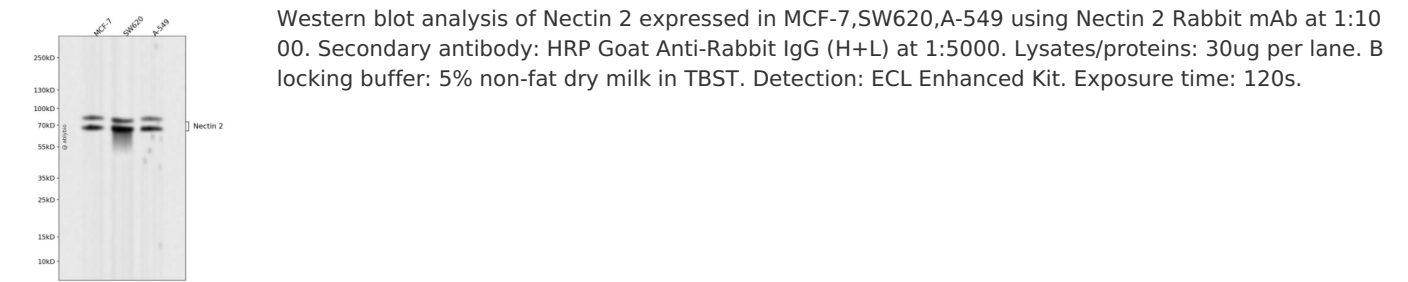 MCF-7
SW620
A-549
Western blot analysis of Nectin 2 expressed in MCF-7,SW620,A-549 using Nectin 2 Rabbit mAb at 1:10
00. Secondary antibody: HRP Goat Anti-Rabbit IgG (H+L) at 1:5000. Lysates/proteins: 30ug per lane. B
locking buffer: 5% non-fat dry milk in TBST. Detection: ECL Enhanced Kit. Exposure time: 120s.
250kD
130kD
100kD
70kD
Nectin 2
55kD
35kD
25kD
15kD
10kD